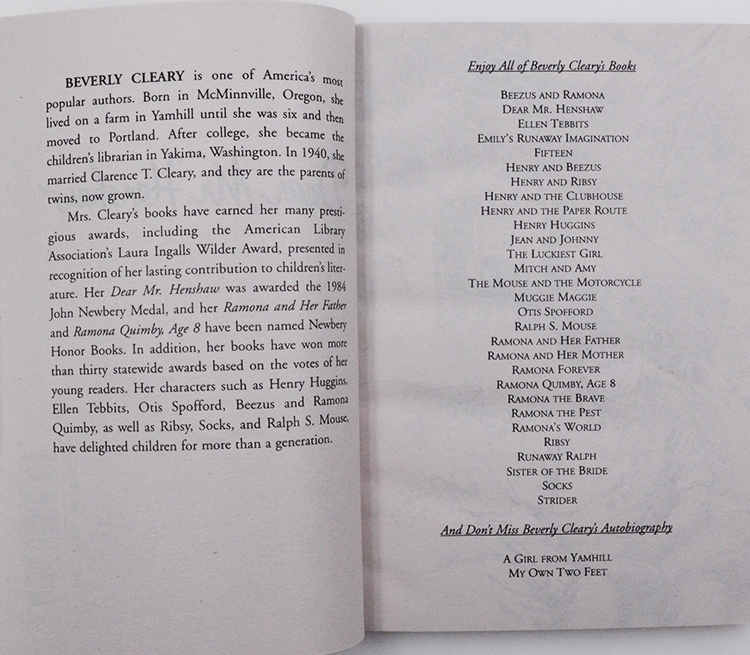 BEVERLY CLEARY is one of America's most
popular authors. Born in McMinnville, Oregon, she
lived on a farm in Yamhill until she was six and then
moved to Portland. After college, she became the
children's librarian in Yakima, Washington. In 1940, she
married Clarence T. Cleary, and they are the parents of
twins, now grown.
Mrs. Cleary's books have earned her many presti-
gious awards, including the American Library
Association's Laura Ingalls Wilder Award, presented in
recognition of her lasting contribution to children's liter-
ature. Her Dear Mr. Henshaw was awarded the 1984
John Newbery Medal, and her Ramona and Her Father
and Ramona Quimby, Age 8 have been named Newbery
Honor Books. In addition, her books have won more
than thirty statewide awards based on the votes of her
young readers. Her characters such as Henry Huggins,
Ellen Tebbits, Otis Spofford, Beezus and Ramona
Quimby, as well as Ribsy, Socks, and Ralph S. Mouse,
have delighted children for more than a generation.
Enjoy All of Beverly Cleary's Books
BEEZUS AND RAMONA
DEAR MR. HENSHAW
ELLEN TEBBITS
EMILY'S RUNAWAY IMAGINATION
FIFTEEN
HENRY AND BEEZUS
HENRY AND RIBSY
HENRY AND THE CLUBHOUSE
HENRY AND THE PAPER ROUTE
HENRY HUGGINS
JEAN AND JOHNNY
THE LUCKIEST GIRL
MITCH AND AMY
THE MOUSE AND THE MOTORCYCLE
MUGGIE MAGGIE
OTIS SPOFFORD
RALPH S. MOUSE
RAMONA AND HER FATHER
RAMONA AND HER MOTHER
RAMONA FOREVER
RAMONA QUIMBY, AGE 8
RAMONA THE BRAVE
RAMONA THE PEST
RAMONA'S WORLD
RIBSY
RUNAWAY RALPH
SISTER OF THE BRIDE
SOCKS
STRIDER
And Don't Miss Beverly Cleary's Autobiography
A GIRL FROM YAMHILL
MY OWN TWO FEET